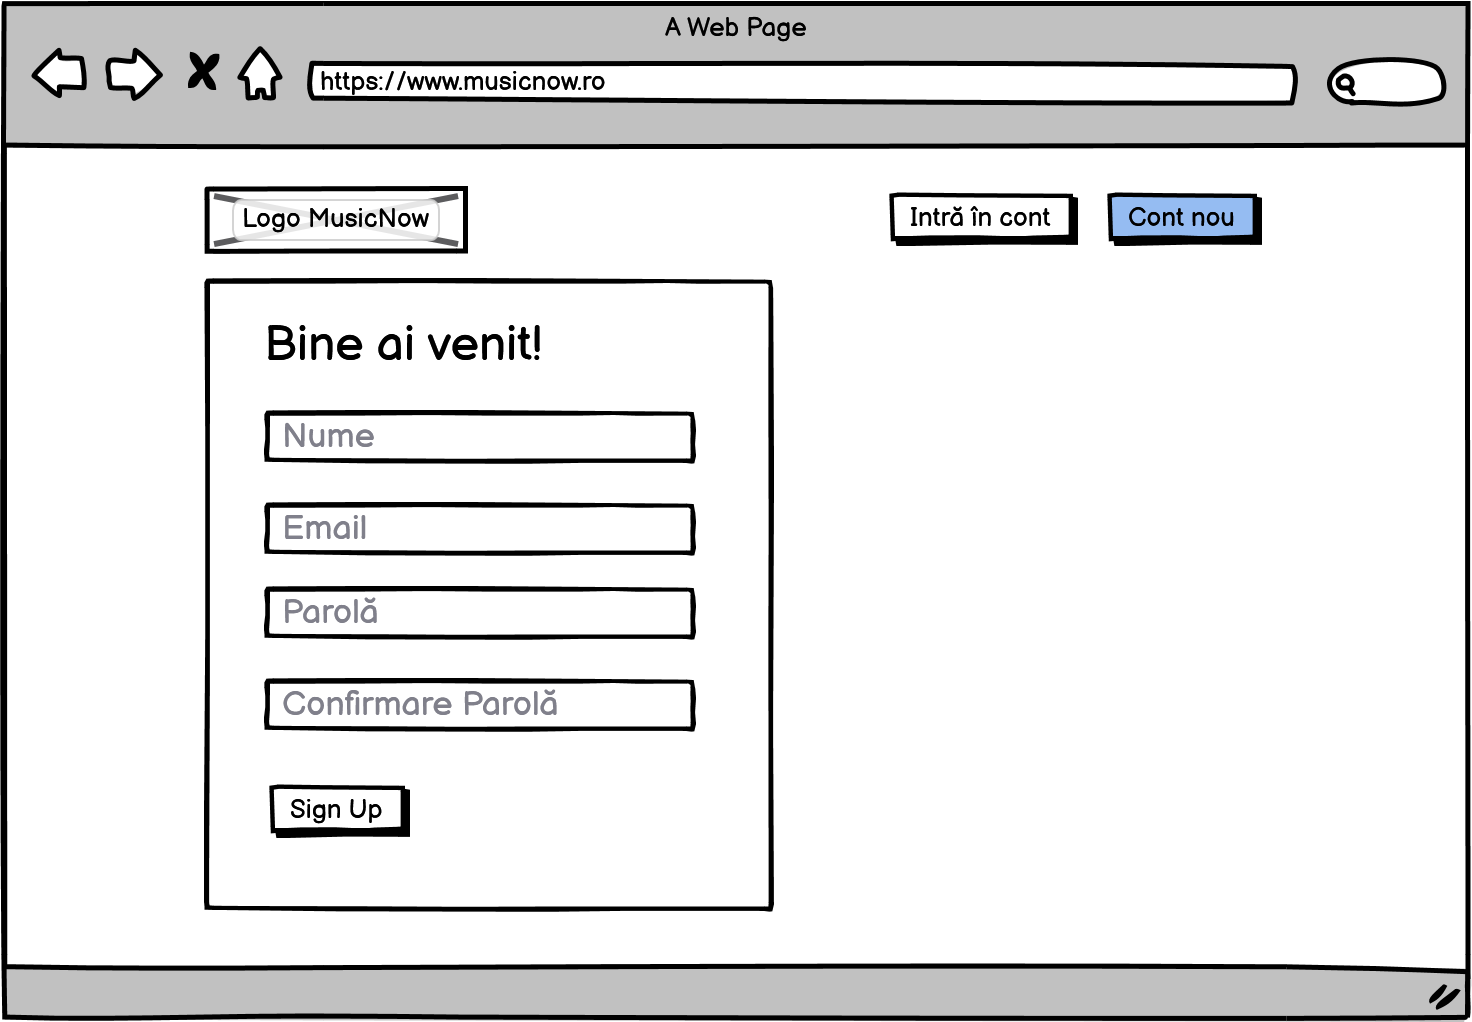 A Web Page
https://www.musicnow.ro
Logo MusicNow
Intră în cont
Cont nou
Bine ai venit!
Nume
Email
Parolă
Confirmare Parolă
Sign Up